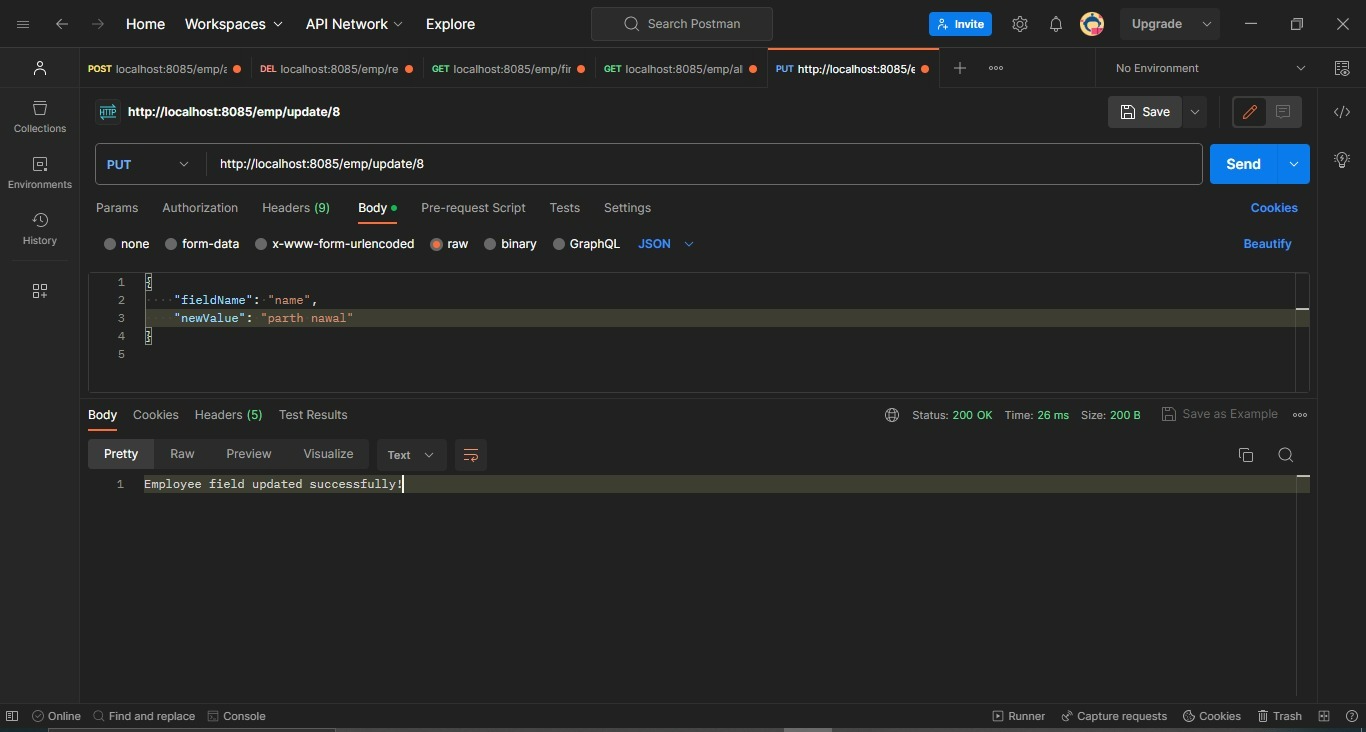 Home Workspaces API Network Explore Search Postman Invite Upgrade
POST localhost:8085/emp/a DEL localhost:8085/emp/re GET localhost:8085/emp/fir GET localhost:8085/emp/al PUT http://localhost:8085/e No Environment
Collections
Environments
History
HTTP http://localhost:8085/emp/update/8 Save
PUT http://localhost:8085/emp/update/8 Send
Params Authorization Headers (9) Body Pre-request Script Tests Settings Cookies
none form-data x-www-form-urlencoded raw binary GraphQL JSON Beautify
1 {
2 "fieldName": "name",
3 "newValue": "parth nawal"
4 }
5
Body Cookies Headers (5) Test Results Status: 200 OK Time: 26 ms Size: 200 B Save as Example
Pretty Raw Preview Visualize Text
1 Employee field updated successfully!
Online Find and replace Console Runner Capture requests Cookies Trash